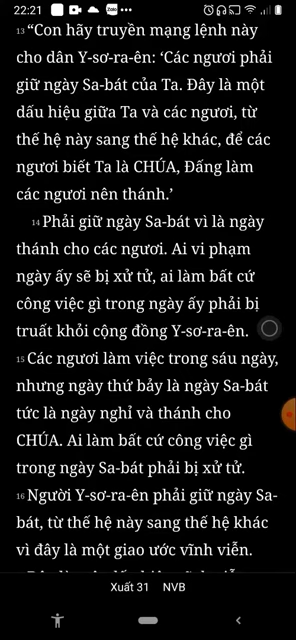 22:21
Zalo
13 “Con hãy truyền mạng lệnh này
cho dân Y-sơ-ra-ên: ‘Các ngươi phải
giữ ngày Sa-bát của Ta. Đây là một
dấu hiệu giữa Ta và các ngươi, từ
thế hệ này sang thế hệ khác, để các
ngươi biết Ta là CHÚA, Đấng làm
các ngươi nên thánh.’
14 Phải giữ ngày Sa-bát vì là ngày
thánh cho các ngươi. Ai vi phạm
ngày ấy sẽ bị xử tử, ai làm bất cứ
công việc gì trong ngày ấy phải bị
truất khỏi cộng đồng Y-sơ-ra-ên.
15 Các ngươi làm việc trong sáu ngày,
nhưng ngày thứ bảy là ngày Sa-bát
tức là ngày nghỉ và thánh cho
CHÚA. Ai làm bất cứ công việc gì
trong ngày Sa-bát phải bị xử tử.
16 Người Y-sơ-ra-ên phải giữ ngày Sa-
bát, từ thế hệ này sang thế hệ khác
vì đây là một giao ước vĩnh viễn.
Xuất 31 NVB